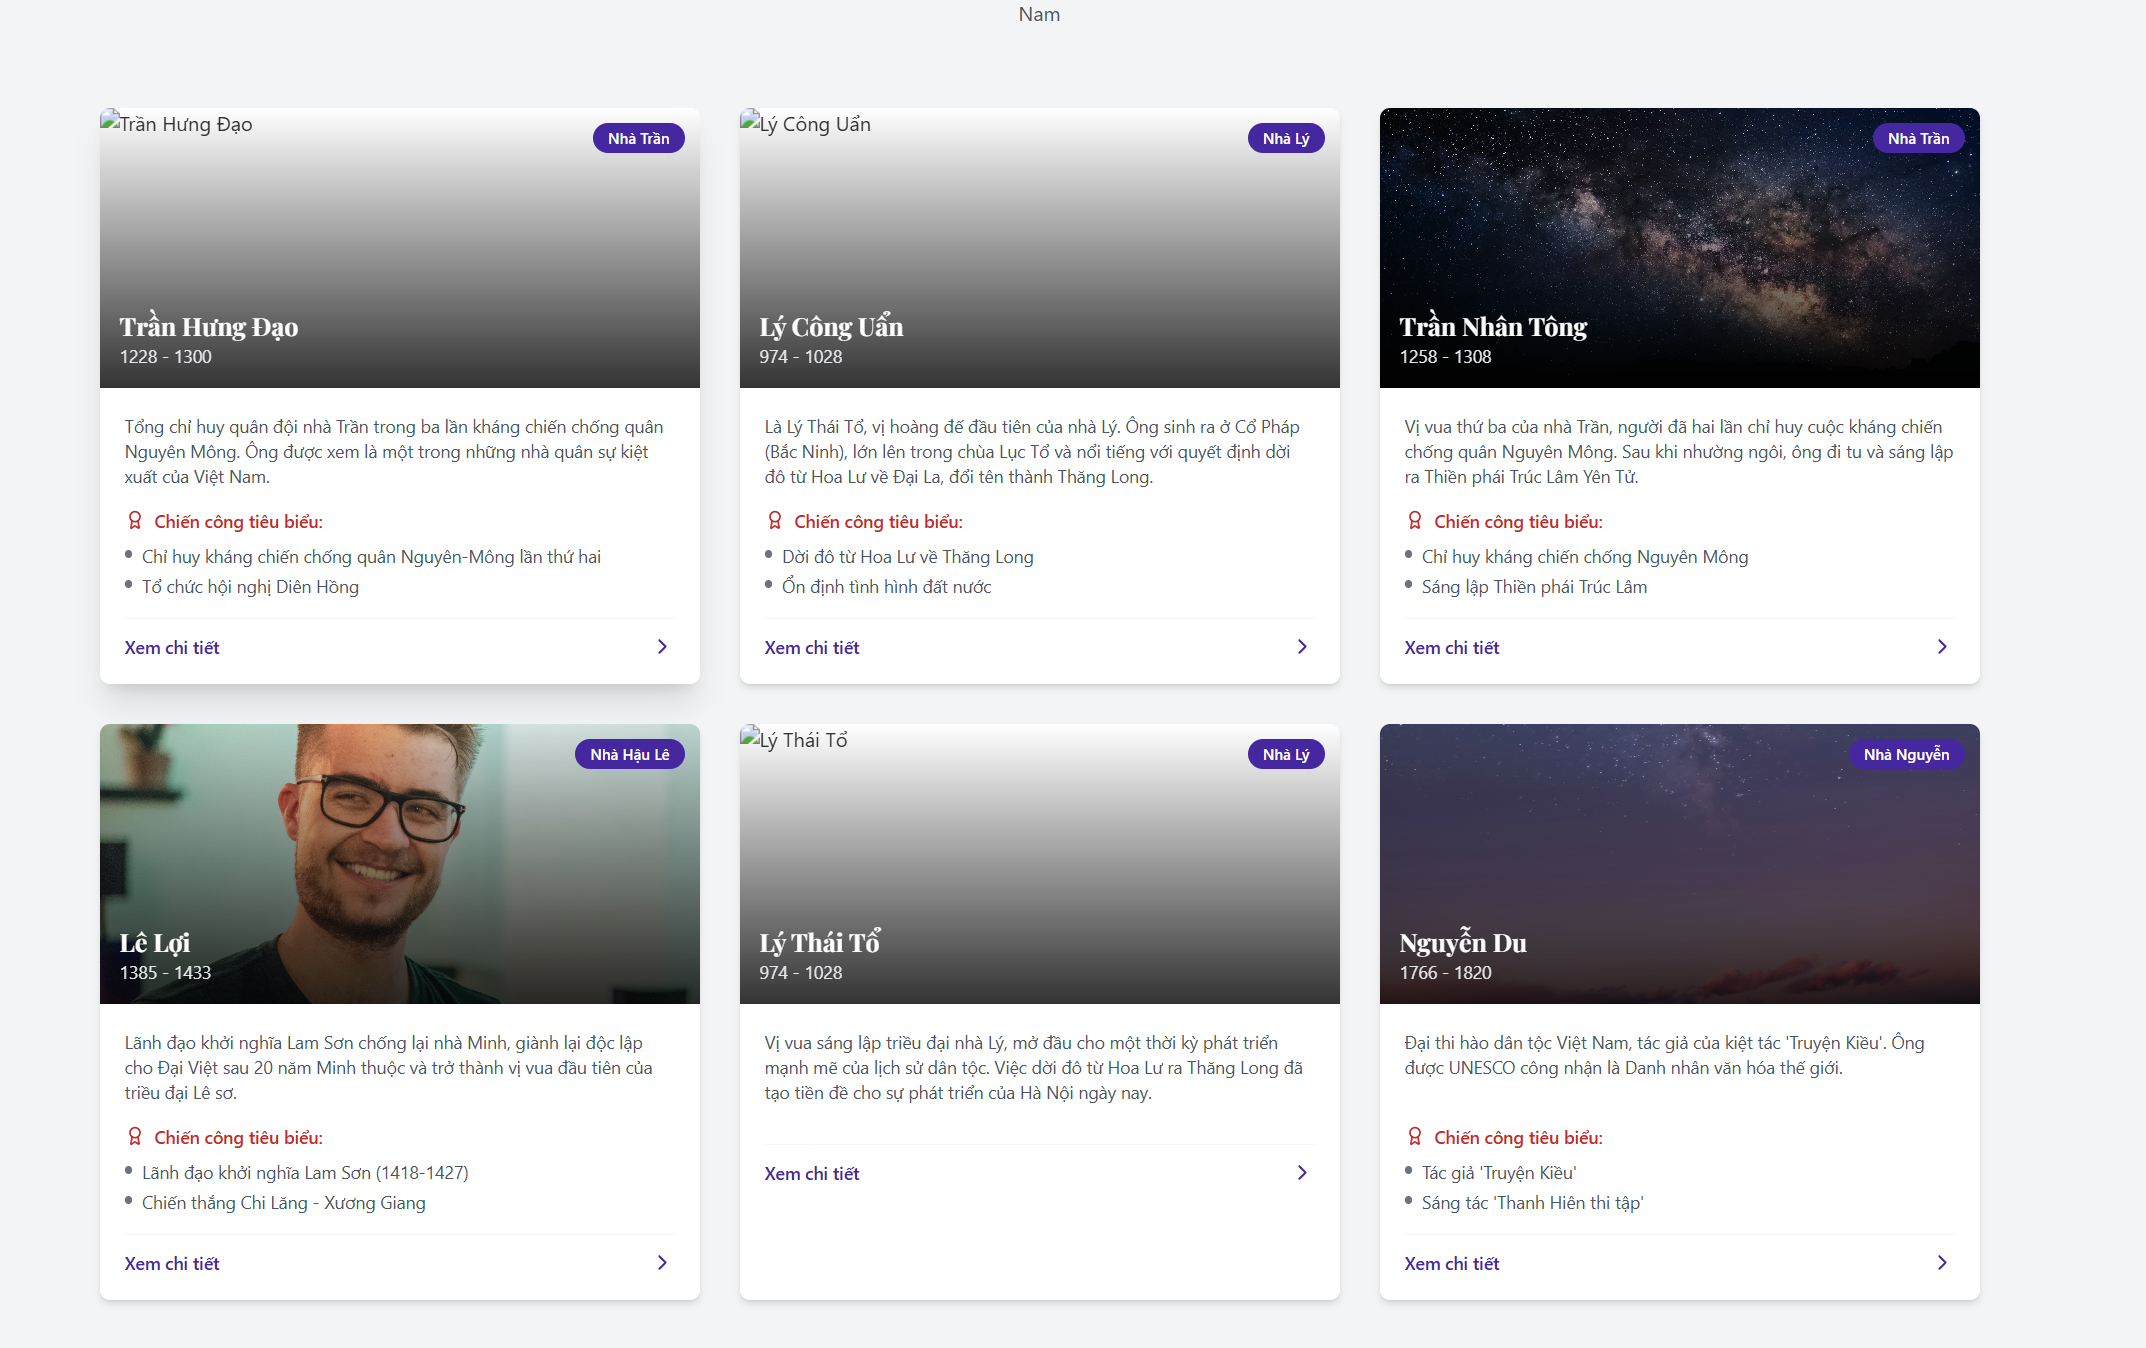 Nam
Trần Hưng Đạo
Nhà Trần
Trần Hưng Đạo
1228 - 1300
Tổng chỉ huy quân đội nhà Trần trong ba lần kháng chiến chống quân
Nguyên Mông. Ông được xem là một trong những nhà quân sự kiệt
xuất của Việt Nam.
Chiến công tiêu biểu:
Chỉ huy kháng chiến chống quân Nguyên-Mông lần thứ hai
Tổ chức hội nghị Diên Hồng
Xem chi tiết
Lý Công Uẩn
Nhà Lý
Lý Công Uẩn
974 - 1028
Là Lý Thái Tổ, vị hoàng đế đầu tiên của nhà Lý. Ông sinh ra ở Cổ Pháp
(Bắc Ninh), lớn lên trong chùa Lục Tổ và nổi tiếng với quyết định dời
đô từ Hoa Lư về Đại La, đổi tên thành Thăng Long.
Chiến công tiêu biểu:
Dời đô từ Hoa Lư về Thăng Long
Ổn định tình hình đất nước
Xem chi tiết
Nhà Trần
Trần Nhân Tông
1258 - 1308
Vị vua thứ ba của nhà Trần, người đã hai lần chỉ huy cuộc kháng chiến
chống quân Nguyên Mông. Sau khi nhường ngôi, ông đi tu và sáng lập
ra Thiền phái Trúc Lâm Yên Tử.
Chiến công tiêu biểu:
Chỉ huy kháng chiến chống Nguyên Mông
Sáng lập Thiền phái Trúc Lâm
Xem chi tiết
Nhà Hậu Lê
Lê Lợi
1385 - 1433
Lãnh đạo khởi nghĩa Lam Sơn chống lại nhà Minh, giành lại độc lập
cho Đại Việt sau 20 năm Minh thuộc và trở thành vị vua đầu tiên của
triều đại Lê sơ.
Chiến công tiêu biểu:
Lãnh đạo khởi nghĩa Lam Sơn (1418-1427)
Chiến thắng Chi Lăng - Xương Giang
Xem chi tiết
Lý Thái Tổ
Nhà Lý
Lý Thái Tổ
974 - 1028
Vị vua sáng lập triều đại nhà Lý, mở đầu cho một thời kỳ phát triển
mạnh mẽ của lịch sử dân tộc. Việc dời đô từ Hoa Lư ra Thăng Long đã
tạo tiền đề cho sự phát triển của Hà Nội ngày nay.
Xem chi tiết
Nhà Nguyễn
Nguyễn Du
1766 - 1820
Đại thi hào dân tộc Việt Nam, tác giả của kiệt tác 'Truyện Kiều'. Ông
được UNESCO công nhận là Danh nhân văn hóa thế giới.
Chiến công tiêu biểu:
Tác giả 'Truyện Kiều'
Sáng tác 'Thanh Hiên thi tập'
Xem chi tiết